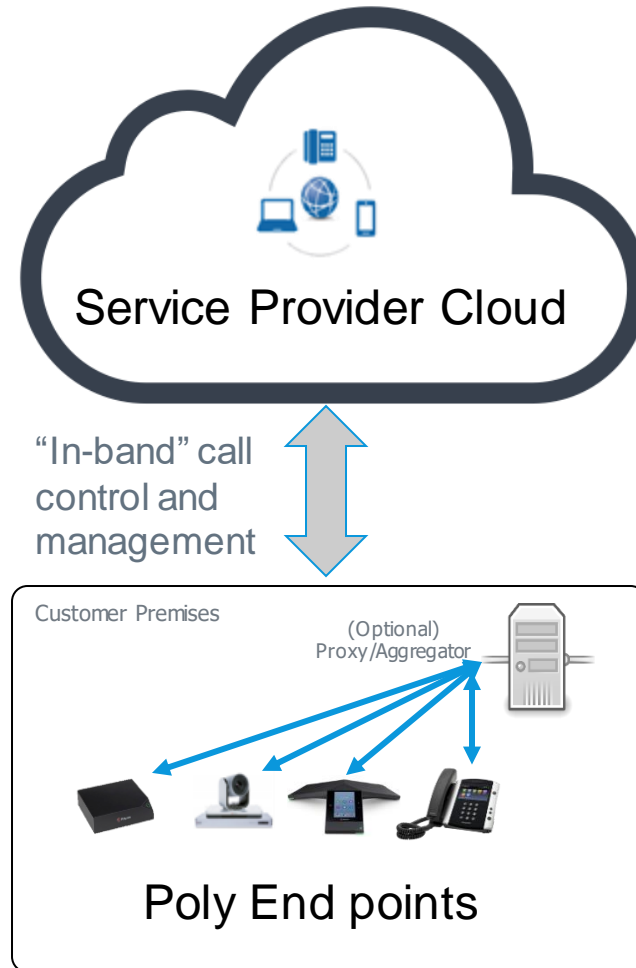 Service Provider Cloud
“In-band” call
control and
management
Customer Premises
(Optional)
Proxy/Aggregator
Poly End points